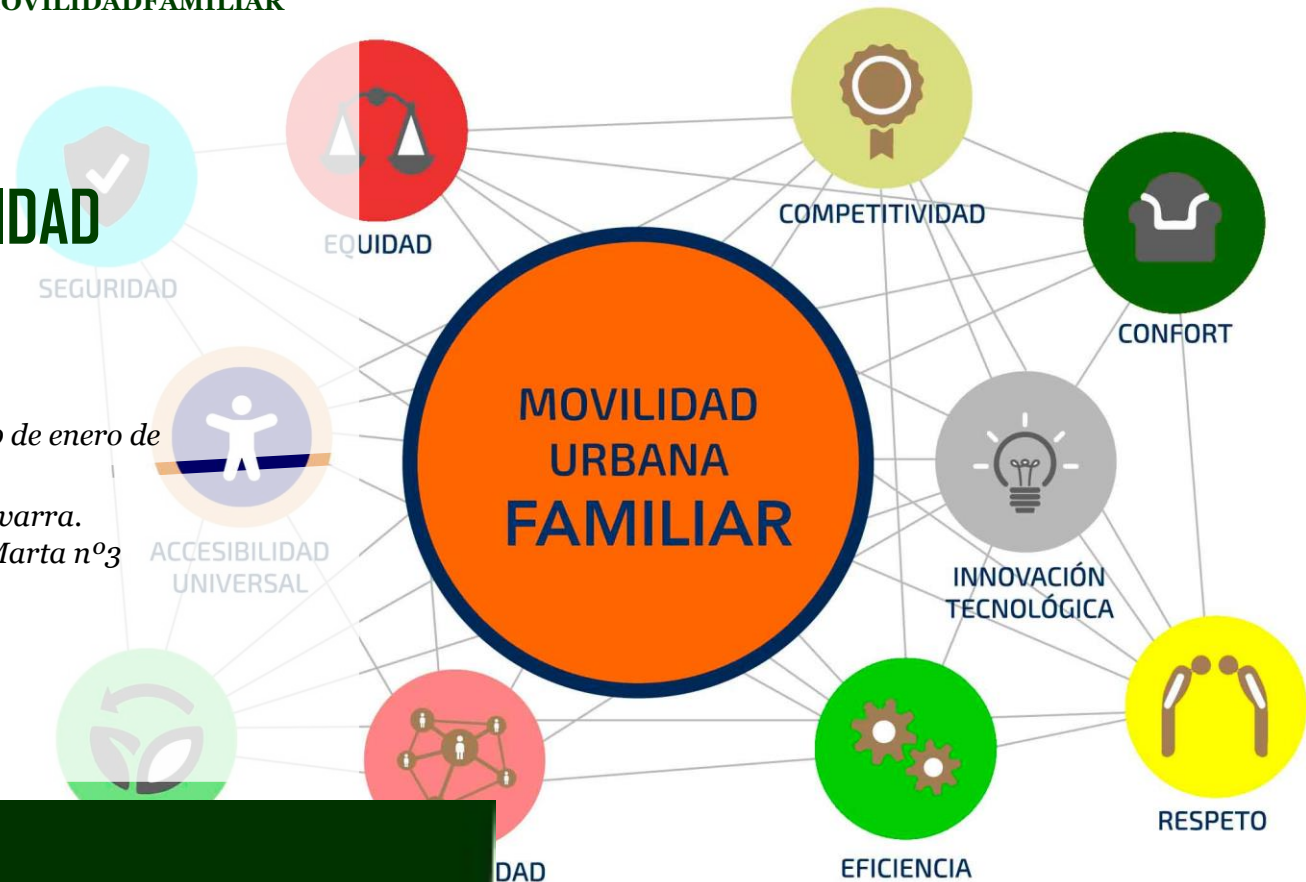 MOVILIDADFAMILIAR
IDAD
SEGURIDAD
EQUIDAD
COMPETITIVIDAD
CONFORT
de enero de
varra.
Marta nº3
ACCESIBILIDAD
UNIVERSAL
MOVILIDAD
URBANA
FAMILIAR
INNOVACIÓN
TECNOLÓGICA
RESPETO
DAD
EFICIENCIA